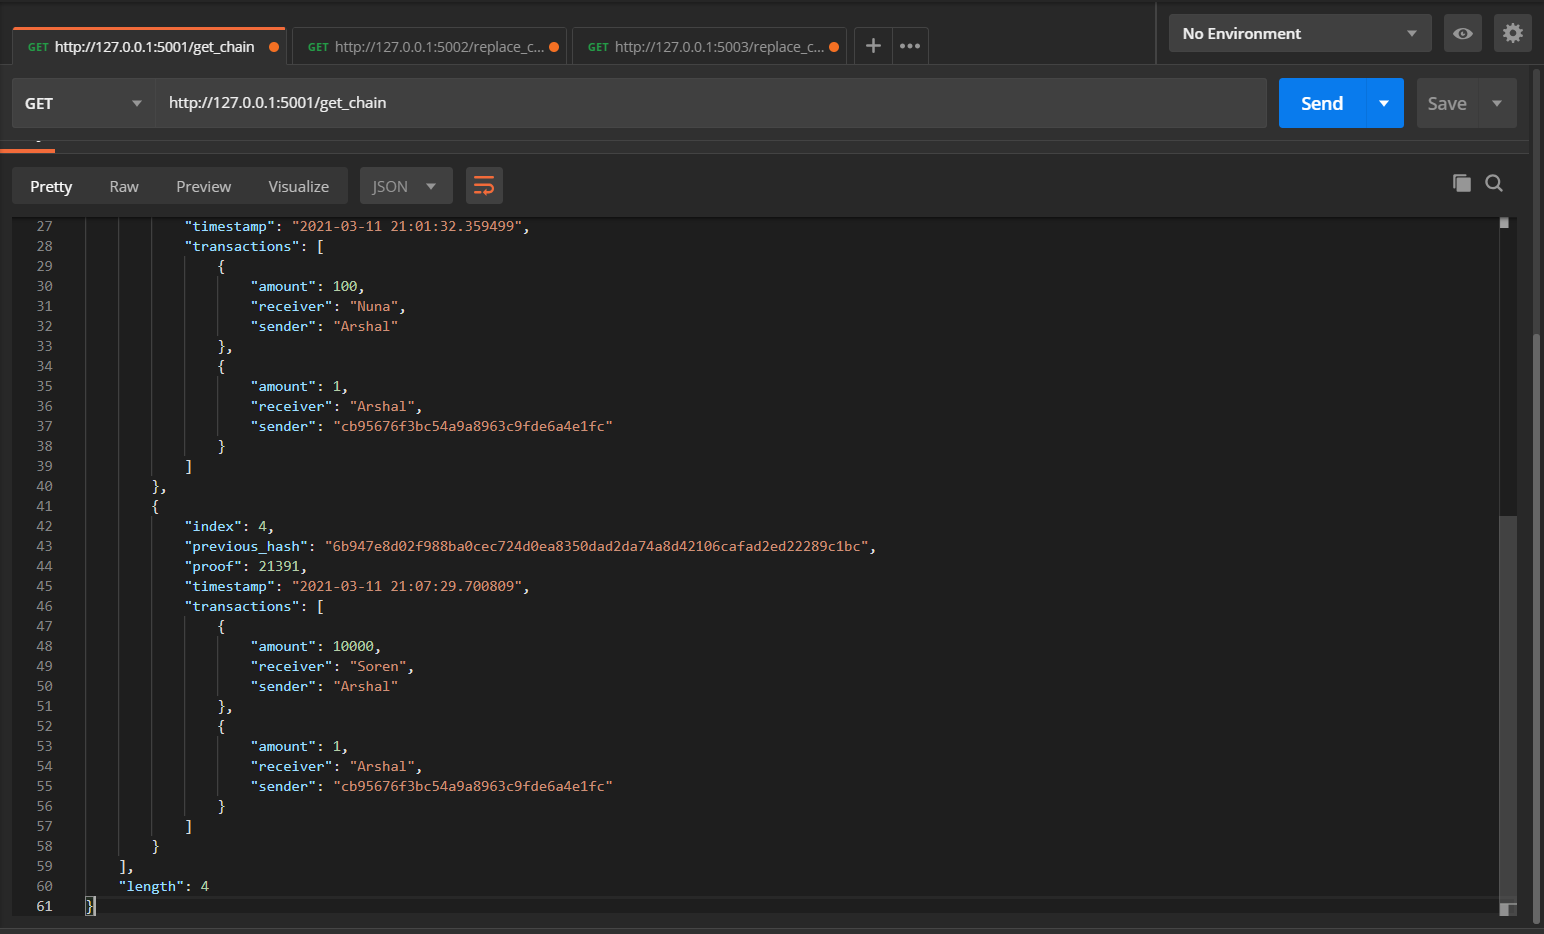 GET http://127.0.0.1:5001/get_chain
GET http://127.0.0.1:5002/replace_c...
GET http://127.0.0.1:5003/replace_c...
No Environment
GET
http://127.0.0.1:5001/get_chain
Send
Save
Pretty Raw Preview Visualize JSON
27 "timestamp": "2021-03-11 21:01:32.359499",
28 "transactions": [
29 {
30 "amount": 100,
31 "receiver": "Nuna",
32 "sender": "Arshal"
33 },
34 {
35 "amount": 1,
36 "receiver": "Arshal",
37 "sender": "cb95676f3bc54a9a8963c9fde6a4e1fc"
38 }
39 ]
40 },
41 {
42 "index": 4,
43 "previous_hash": "6b947e8d02f988ba0cec724d0ea8350dad2da74a8d42106cafad2ed22289c1bc",
44 "proof": 21391,
45 "timestamp": "2021-03-11 21:07:29.700809",
46 "transactions": [
47 {
48 "amount": 10000,
49 "receiver": "Soren",
50 "sender": "Arshal"
51 },
52 {
53 "amount": 1,
54 "receiver": "Arshal",
55 "sender": "cb95676f3bc54a9a8963c9fde6a4e1fc"
56 }
57 ]
58 }
59 ],
60 "length": 4
61 }